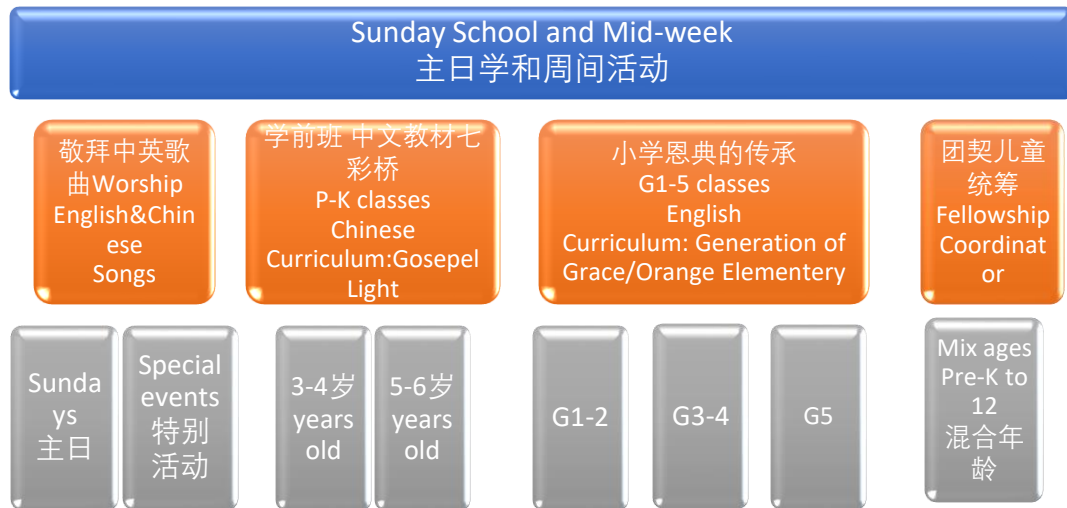 Sunday School and Mid-week
主日学和周间活动
敬拜中英歌
曲Worship
English&Chin
ese
Songs
学前班 中文教材七
彩桥
P-K classes
Chinese
Curriculum:Gosepel
Light
小学恩典的传承
G1-5 classes
English
Curriculum: Generation of
Grace/Orange Elementery
团契儿童
统筹
Fellowship
Coordinat
or
Sunda
ys
主日
Special
events
特别
活动
3-4岁
years
old
5-6岁
years
old
G1-2
G3-4
G5
Mix ages
Pre-K to
12
混合年
龄